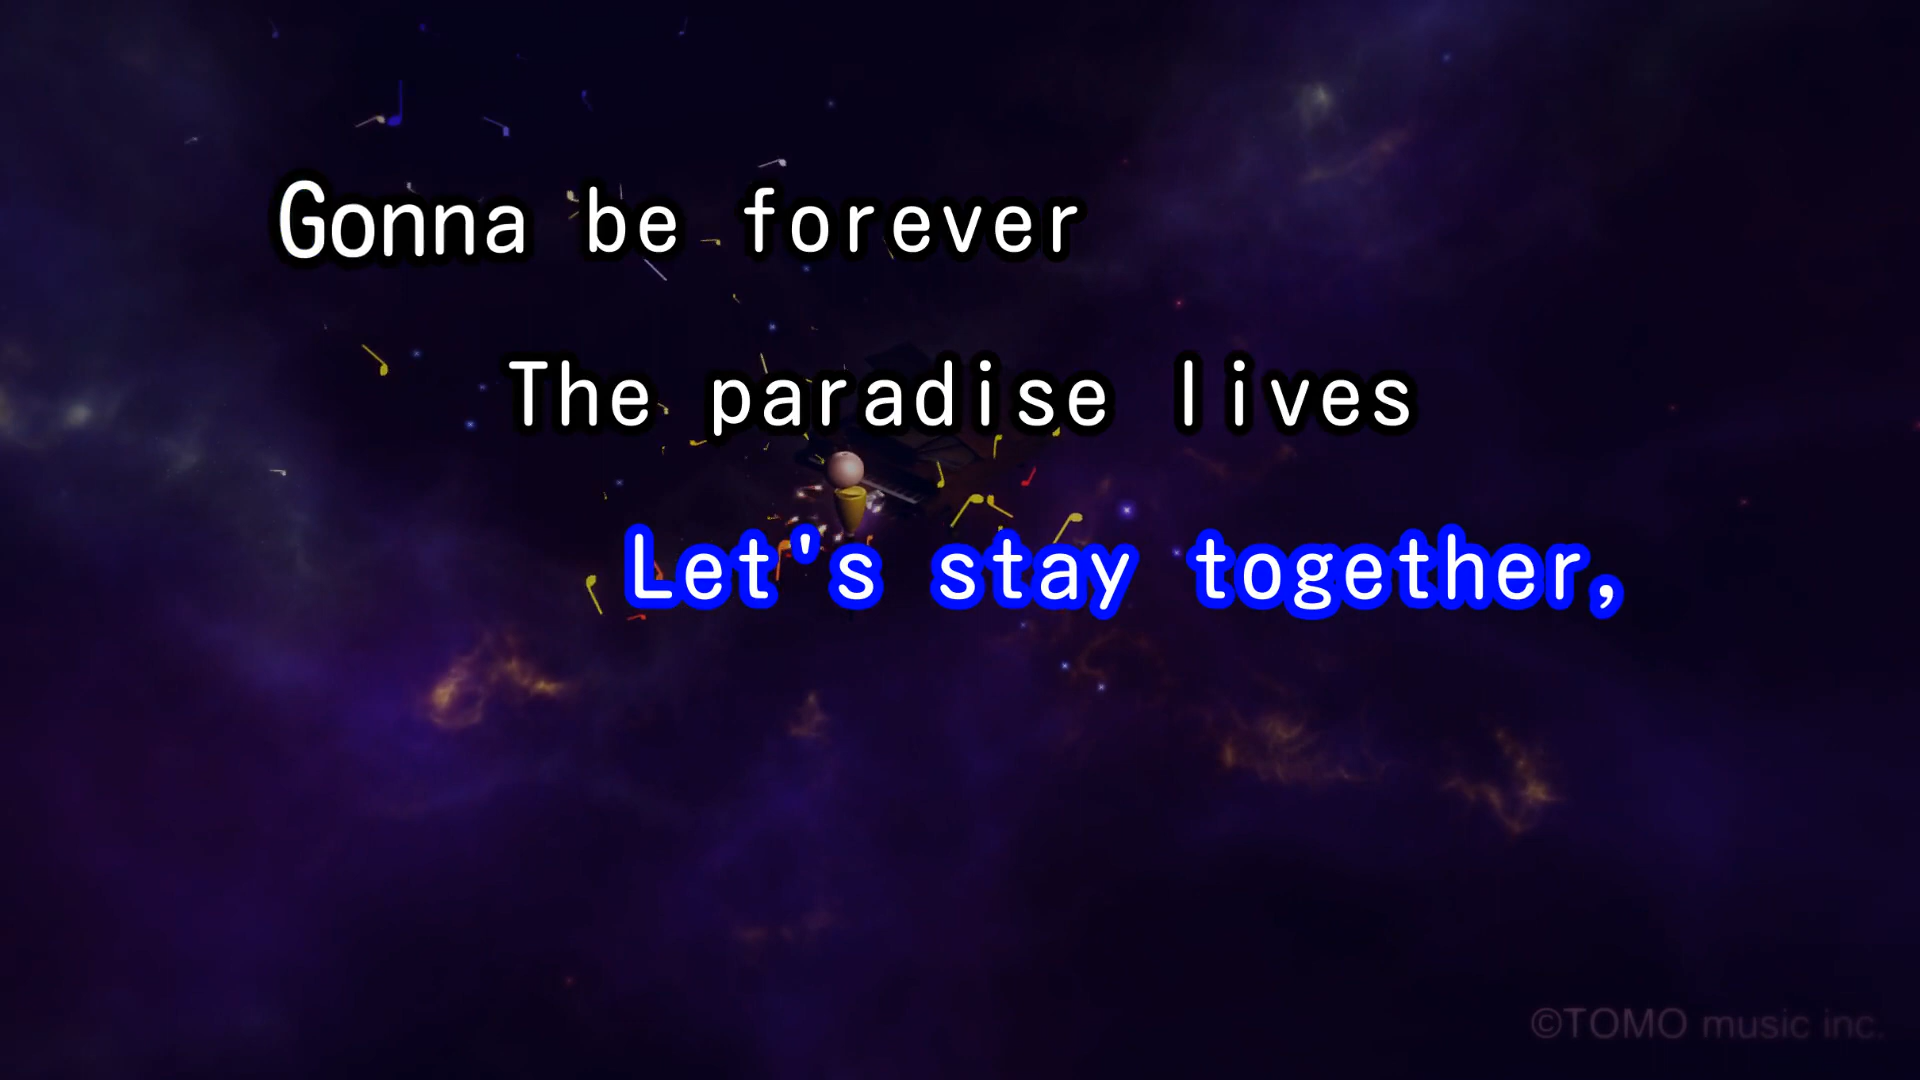 Gonna be forever
The paradise lives
Let's stay together,
©TOMO music inc.